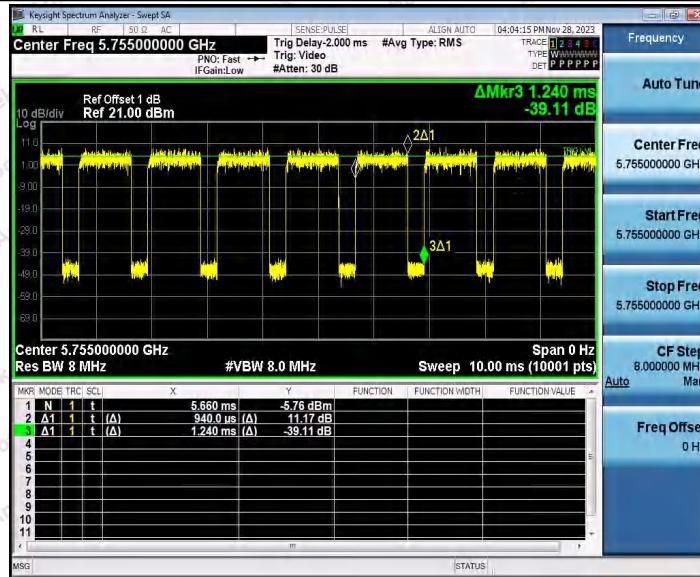 Keysight Spectrum Analyzer - Swept SA
RL RF 50 Ω AC SENSE:PULSE ALIGN AUTO 04:04:15 PM Nov 28, 2023
Center Freq 5.755000000 GHz
PNO: Fast
IFGain:Low
Trig Delay-2.000 ms
Trig: Video
#Atten: 30 dB
#Avg Type: RMS
TRACE 1 2 3 4 5 6
TYPE
DET P P P P P P
ΔMkr3 1.240 ms
-39.11 dB
Ref Offset 1 dB
10 dB/div Ref 21.00 dBm
Log
11.0
1.00
-9.00
-19.0
-29.0
-39.0
-49.0
-59.0
-69.0
2Δ1
3Δ1
Center 5.755000000 GHz Span 0 Hz
Res BW 8 MHz #VBW 8.0 MHz Sweep 10.00 ms (10001 pts)
MKR MODE TRC SCL X Y FUNCTION FUNCTION WIDTH FUNCTION VALUE
1 N 1 t 5.660 ms -5.76 dBm
2 Δ1 1 t (Δ) 940.0 µs (Δ) 11.17 dB
3 Δ1 1 t (Δ) 1.240 ms (Δ) -39.11 dB
4
5
6
7
8
9
10
11
MSG STATUS
Frequency
Auto Tune
Center Freq
5.755000000 GH
Start Freq
5.755000000 GH
Stop Freq
5.755000000 GH
CF Step
8.000000 MH
Auto Ma
Freq Offse
0 H